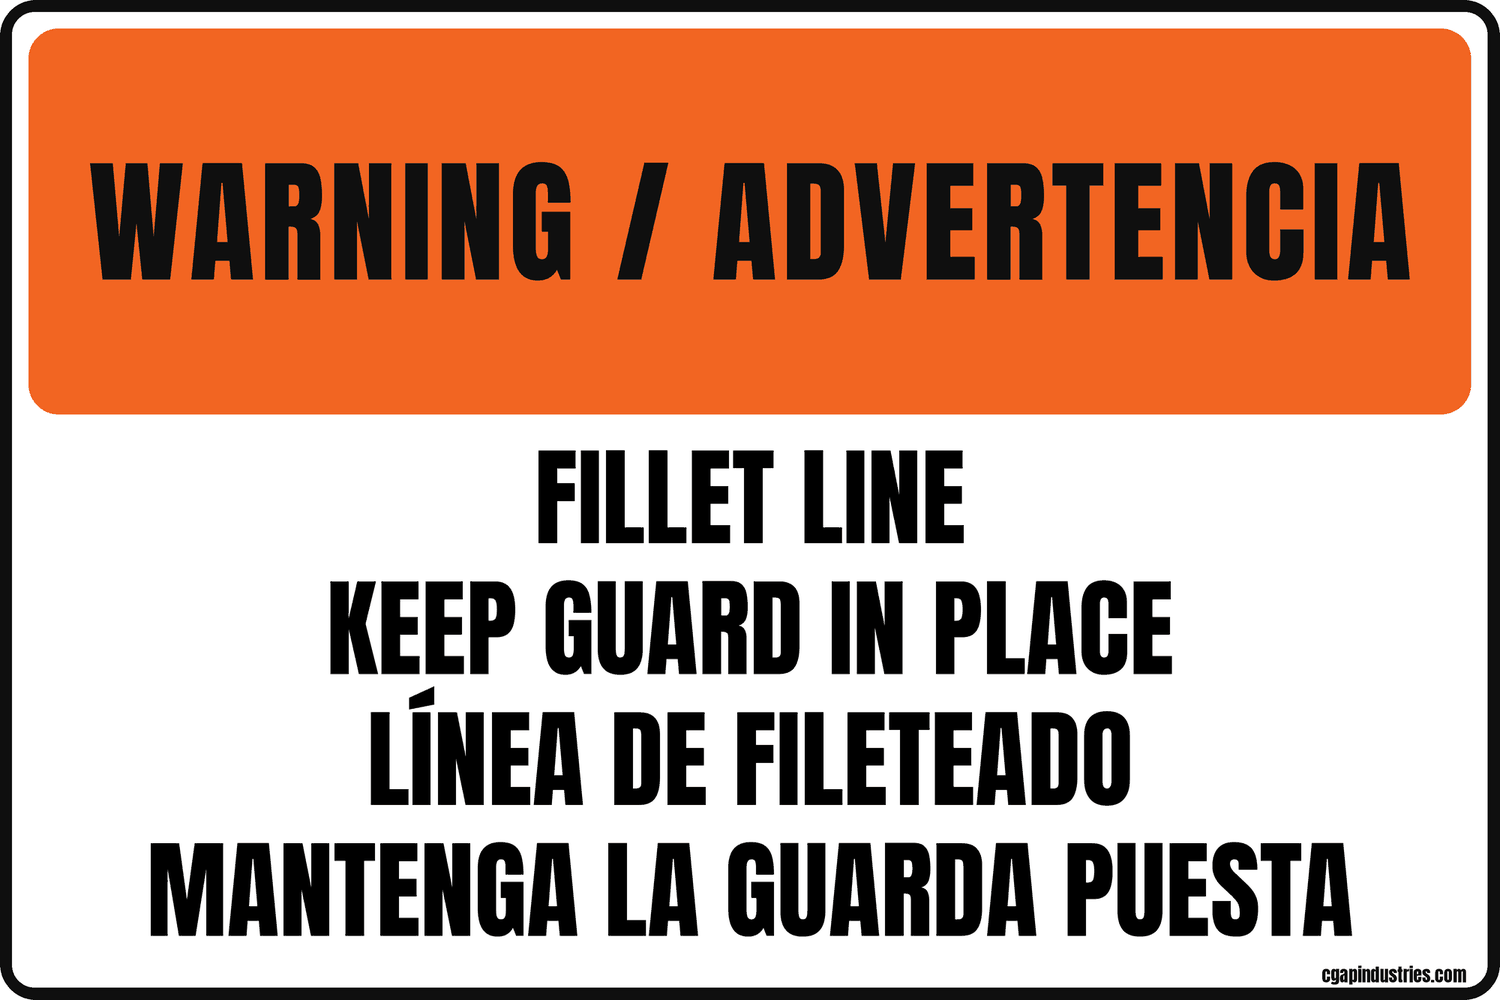 WARNING / ADVERTENCIA
FILLET LINE
KEEP GUARD IN PLACE
LÍNEA DE FILETEADO
MANTENGA LA GUARDA PUESTA
cgapindustries.com